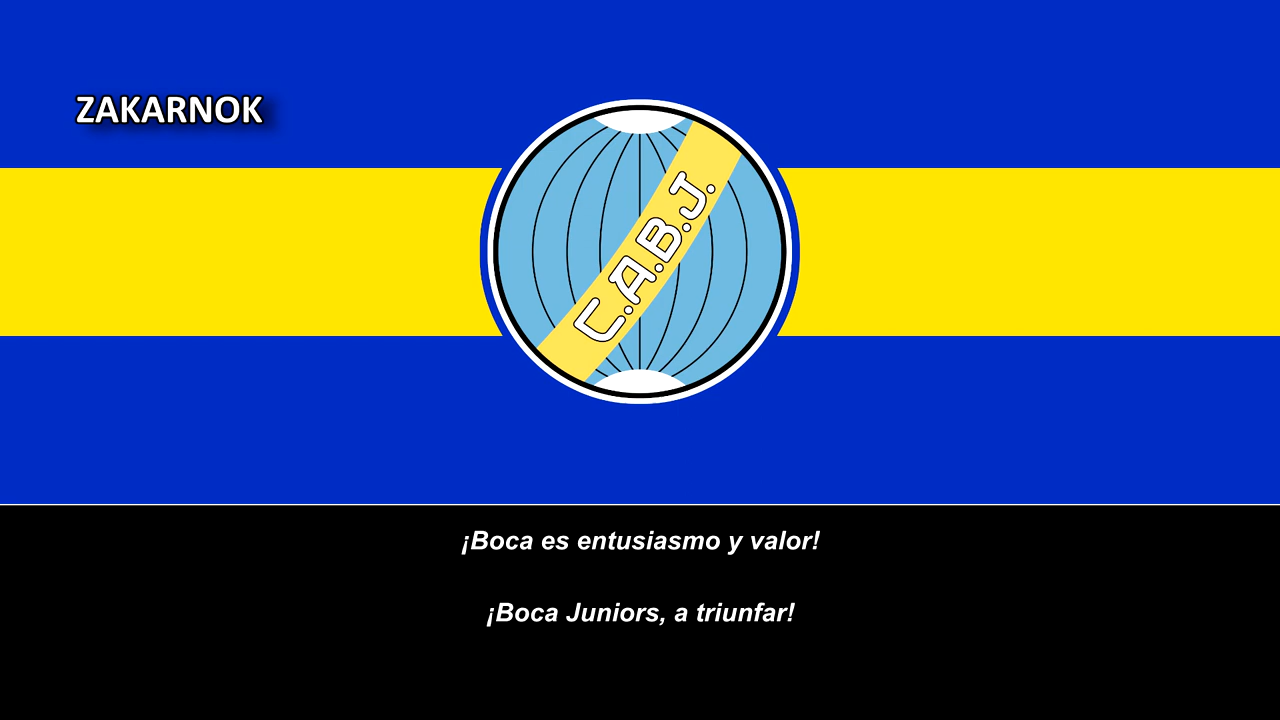 ZAKARNOK
C.A.B.J.
¡Boca es entusiasmo y valor!
¡Boca Juniors, a triunfar!